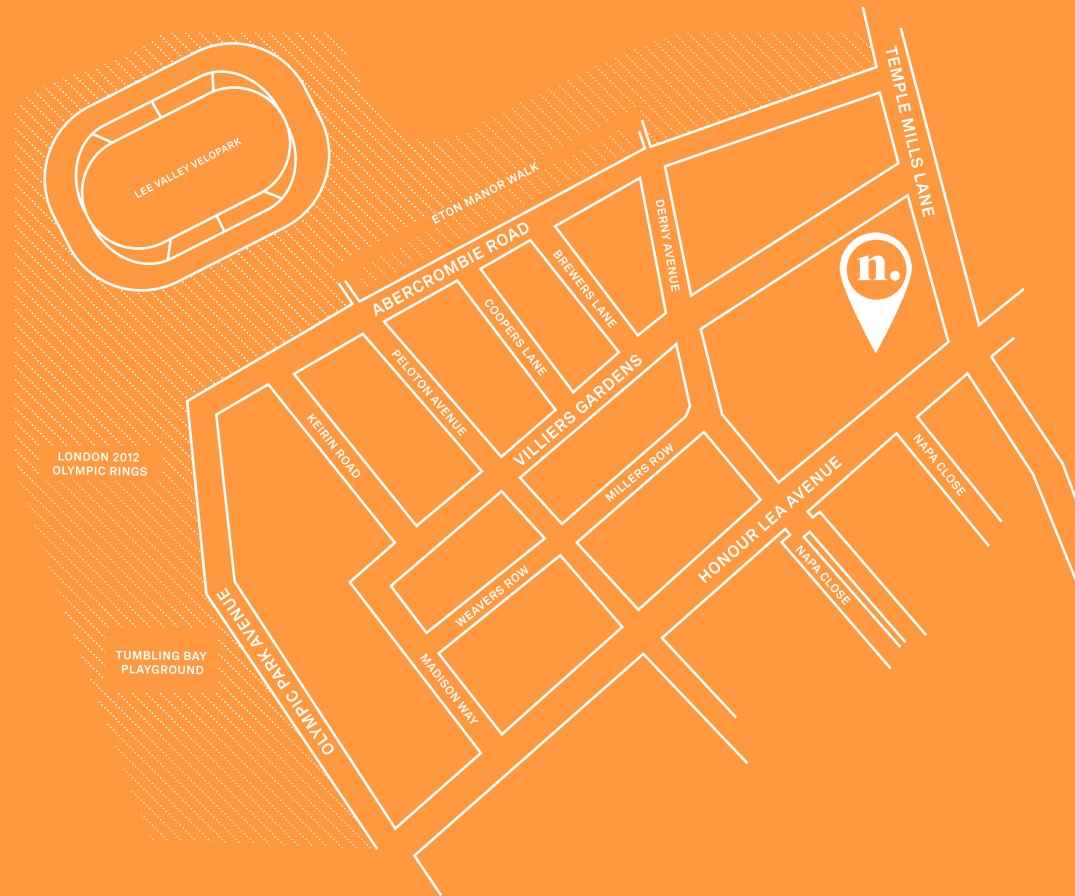 TEMPLE MILLS LANE
LEE VALLEY VELOPARK
ETON MANOR WALK
DERNY AVENUE
ABERCROMBIE ROAD
BREWERS LANE
n.
COOPERS LANE
PELOTON AVENUE
VILLIERS GARDENS
KEIRIN ROAD
LONDON 2012
OLYMPIC RINGS
MILLERS ROW
NAPA CLOSE
HONOUR LEA AVENUE
NAPA CLOSE
WEAVERS ROW
OLYMPIC PARK AVENUE
TUMBLING BAY
PLAYGROUND
MADISON WAY